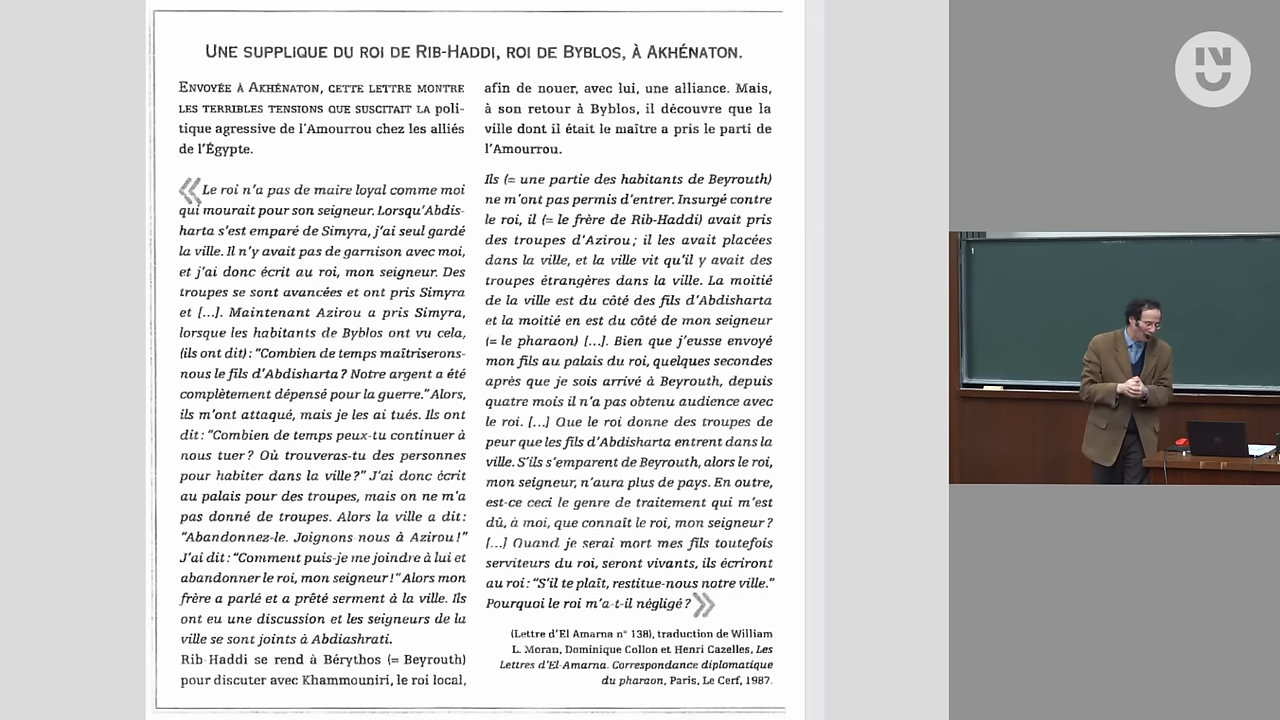 UNE SUPPLIQUE DU ROI DE RIB-HADDI, ROI DE BYBLOS, À AKHÉNATON.
ENVOYÉE À AKHÉNATON, CETTE LETTRE MONTRE
LES TERRIBLES TENSIONS QUE SUSCITAIT LA poli-
tique agressive de l'Amourrou chez les alliés
de l'Égypte.
« Le roi n'a pas de maire loyal comme moi
qui mourait pour son seigneur. Lorsqu'Abdis-
harta s'est emparé de Simyra, j'ai seul gardé
la ville. Il n'y avait pas de garnison avec moi,
et j'ai donc écrit au roi, mon seigneur. Des
troupes se sont avancées et ont pris Simyra
et [...]. Maintenant Azirou a pris Simyra,
lorsque les habitants de Byblos ont vu cela,
(ils ont dit) : "Combien de temps maîtriserons-
nous le fils d'Abdisharta ? Notre argent a été
complètement dépensé pour la guerre." Alors,
ils m'ont attaqué, mais je les ai tués. Ils ont
dit : "Combien de temps peux-tu continuer à
nous tuer ? Où trouveras-tu des personnes
pour habiter dans la ville ?" J'ai donc écrit
au palais pour des troupes, mais on ne m'a
pas donné de troupes. Alors la ville a dit :
"Abandonnez-le. Joignons-nous à Azirou !"
J'ai dit : "Comment puis-je me joindre à lui et
abandonner le roi, mon seigneur !" Alors mon
frère a parlé et a prêté serment à la ville. Ils
ont eu une discussion et les seigneurs de la
ville se sont joints à Abdiashrati.
Rib-Haddi se rend à Bérythos (= Beyrouth)
pour discuter avec Khammouniri, le roi local,
afin de nouer, avec lui, une alliance. Mais,
à son retour à Byblos, il découvre que la
ville dont il était le maître a pris le parti de
l'Amourrou.
Ils (= une partie des habitants de Beyrouth)
ne m'ont pas permis d'entrer. Insurgé contre
le roi, il (= le frère de Rib-Haddi) avait pris
des troupes d'Azirou ; il les avait placées
dans la ville, et la ville vit qu'il y avait des
troupes étrangères dans la ville. La moitié
de la ville est du côté des fils d'Abdisharta
et la moitié en est du côté de mon seigneur
(= le pharaon) [...]. Bien que j'eusse envoyé
mon fils au palais du roi, quelques secondes
après que je sois arrivé à Beyrouth, depuis
quatre mois il n'a pas obtenu audience avec
le roi. [...] Que le roi donne des troupes de
peur que les fils d'Abdisharta entrent dans la
ville. S'ils s'emparent de Beyrouth, alors le roi,
mon seigneur, n'aura plus de pays. En outre,
est-ce ceci le genre de traitement qui m'est
dû, à moi, que connaît le roi, mon seigneur ?
[...] Quand je serai mort mes fils toutefois
serviteurs du roi, seront vivants, ils écriront
au roi : "S'il te plaît, restitue-nous notre ville."
Pourquoi le roi m'a-t-il négligé ? »
(Lettre d'El Amarna n° 138), traduction de William
L. Moran, Dominique Collon et Henri Cazelles, Les
Lettres d'El-Amarna. Correspondance diplomatique
du pharaon, Paris, Le Cerf, 1987.